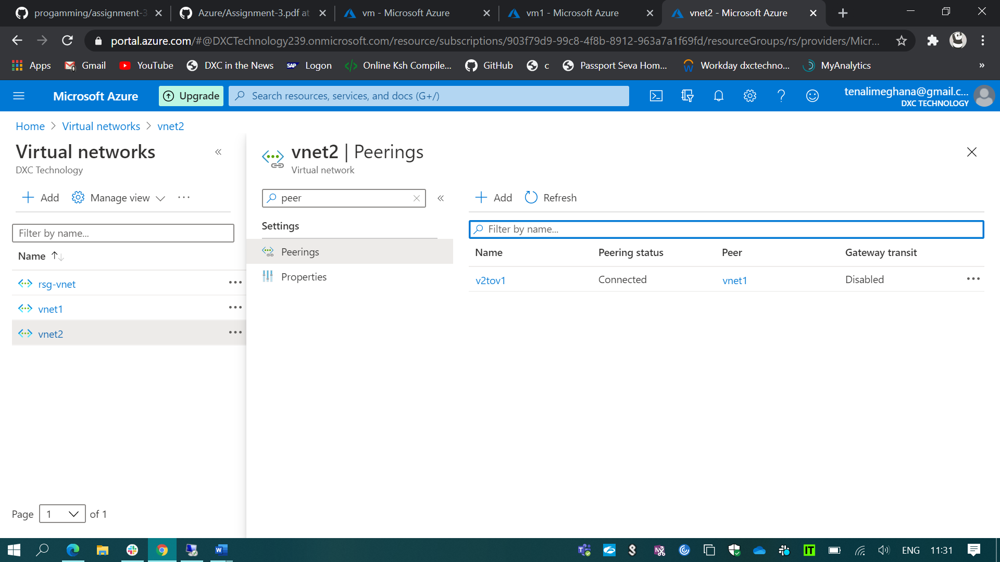 progamming/assignment-3
Azure/Assignment-3.pdf at
vm - Microsoft Azure
vm1 - Microsoft Azure
vnet2 - Microsoft Azure
portal.azure.com/#@DXCTechnology239.onmicrosoft.com/resource/subscriptions/903f79d9-99c8-4f8b-8912-963a7a1f69fd/resourceGroups/rs/providers/Micr...
Apps
Gmail
YouTube
DXC in the News
SAP
Logon
Online Ksh Compile...
GitHub
c
Passport Seva Hom...
Workday dxctechno...
MyAnalytics
»
Microsoft Azure
Upgrade
Search resources, services, and docs (G+/)
tenalimeghana@gmail.c...
DXC TECHNOLOGY
Home > Virtual networks > vnet2
Virtual networks
DXC Technology
Add
Manage view
Filter by name...
Name
rsg-vnet
vnet1
vnet2
Page 1 of 1
vnet2 | Peerings
Virtual network
peer
Settings
Peerings
Properties
Add
Refresh
Filter by name...
Name Peering status Peer Gateway transit
v2tov1 Connected vnet1 Disabled
ENG 11:31